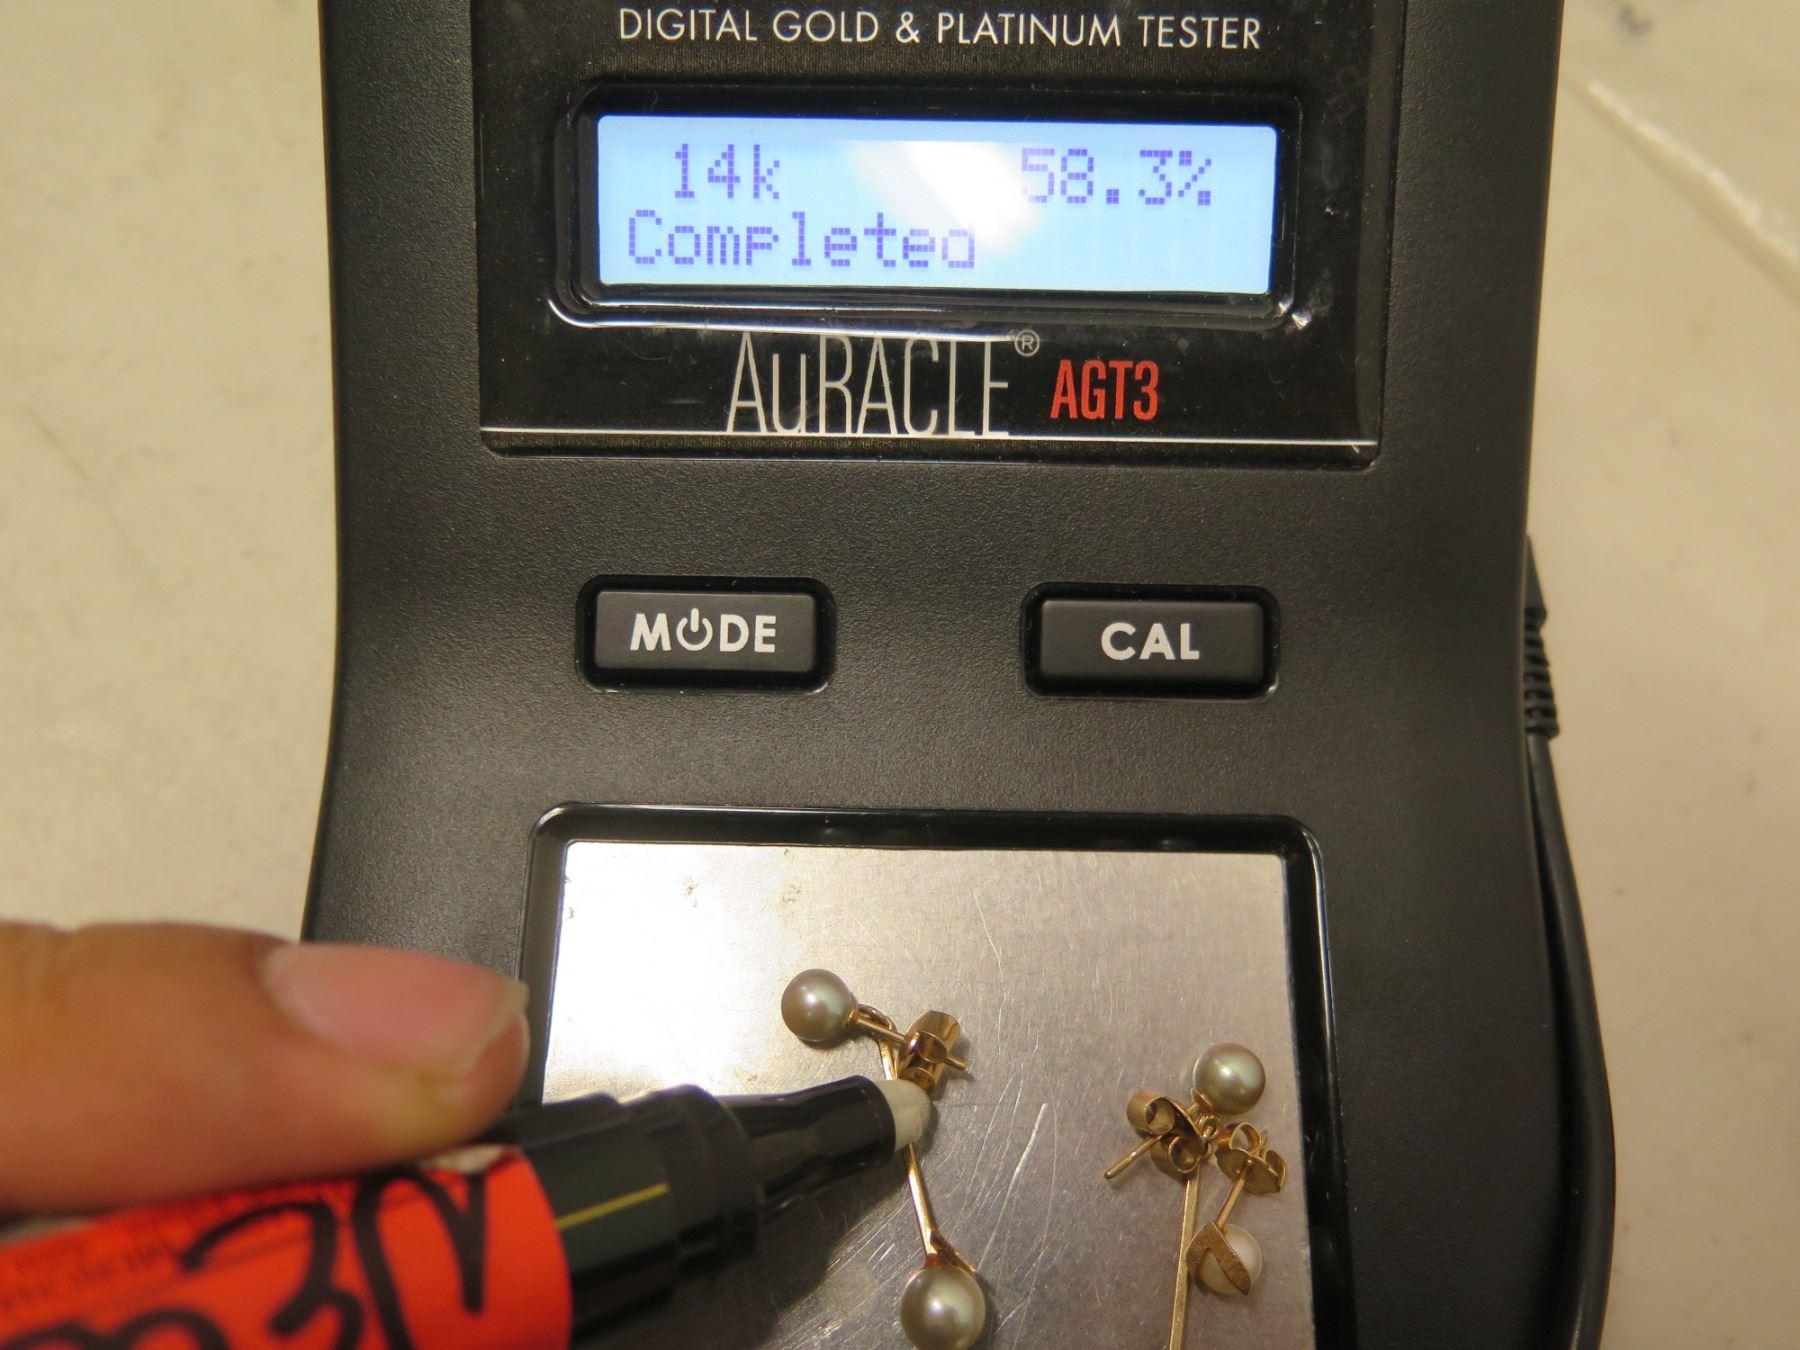 DIGITAL GOLD & PLATINUM TESTER
14k 58.3%
Completed
AuRACLE® AGT3
MODE CAL